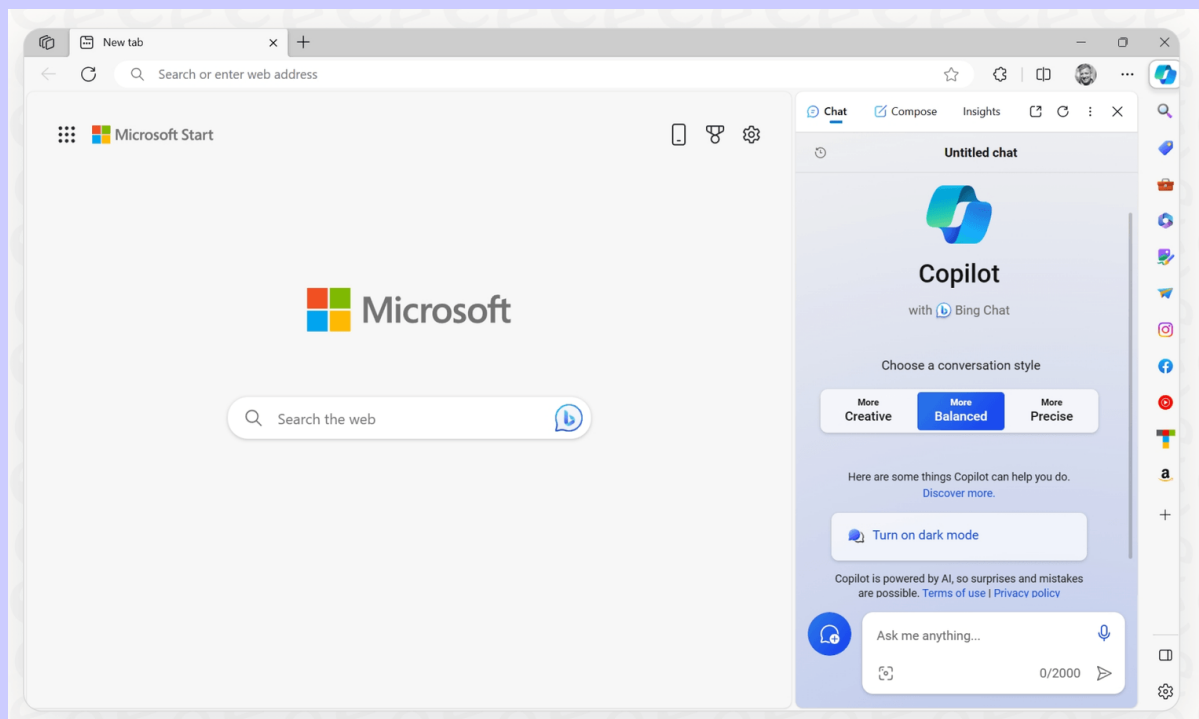 New tab
Search or enter web address
Microsoft Start
Microsoft
Search the web
Chat
Compose
Insights
Untitled chat
Copilot
with b Bing Chat
Choose a conversation style
More
Creative
More
Balanced
More
Precise
Here are some things Copilot can help you do.
Discover more.
Turn on dark mode
Copilot is powered by AI, so surprises and mistakes
are possible. Terms of use | Privacy policy
Ask me anything...
0/2000
a